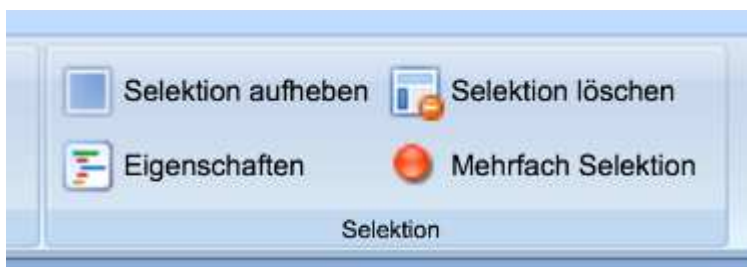 Selektion aufheben
Selektion löschen
Eigenschaften
Mehrfach Selektion
Selektion